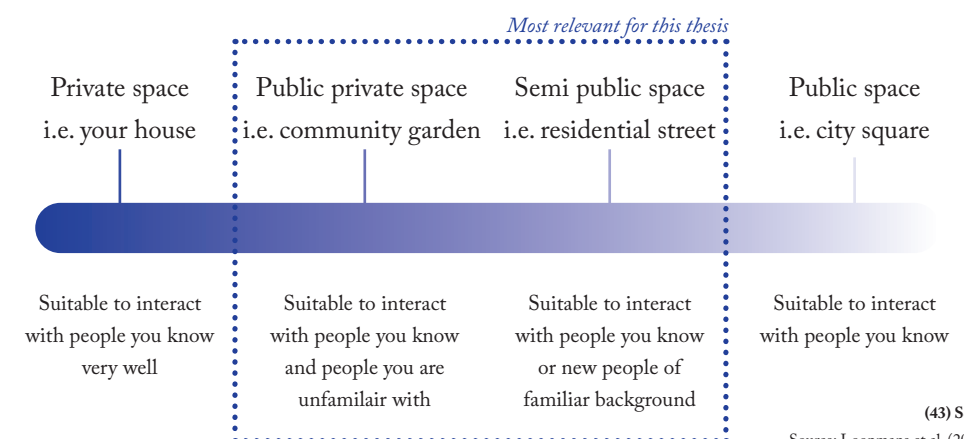 Most relevant for this thesis
Private space
i.e. your house
Public private space
i.e. community garden
Semi public space
i.e. residential street
Public space
i.e. city square
Suitable to interact
with people you know
very well
Suitable to interact
with people you know
and people you are
unfamilair with
Suitable to interact
with people you know
or new people of
familiar background
Suitable to interact
with people you know
(43) S